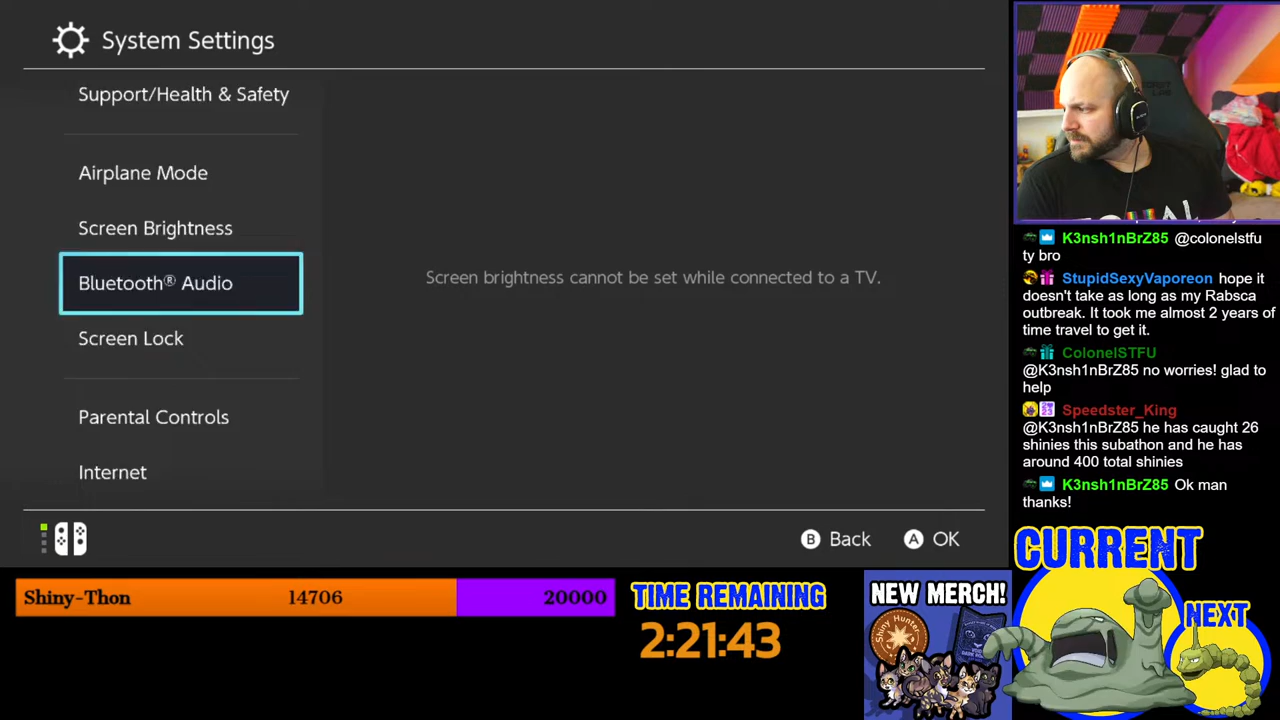 System Settings
Support/Health & Safety
Airplane Mode
Screen Brightness
Bluetooth® Audio
Screen Lock
Parental Controls
Internet
Screen brightness cannot be set while connected to a TV.
B Back
A OK
K3nsh1nBrZ85 @colonelstfu
ty bro
StupidSexyVaporeon hope it
doesn't take as long as my Rabsca
outbreak. It took me almost 2 years of
time travel to get it.
ColonelSTFU
@K3nsh1nBrZ85 no worries! glad to
help
Speedster_King
@K3nsh1nBrZ85 he has caught 26
shinies this subathon and he has
around 400 total shinies
K3nsh1nBrZ85 Ok man
thanks!
Shiny-Thon 14706 20000
TIME REMAINING
2:21:43
NEW MERCH!
Shiny Hunter
CURRENT
NEXT